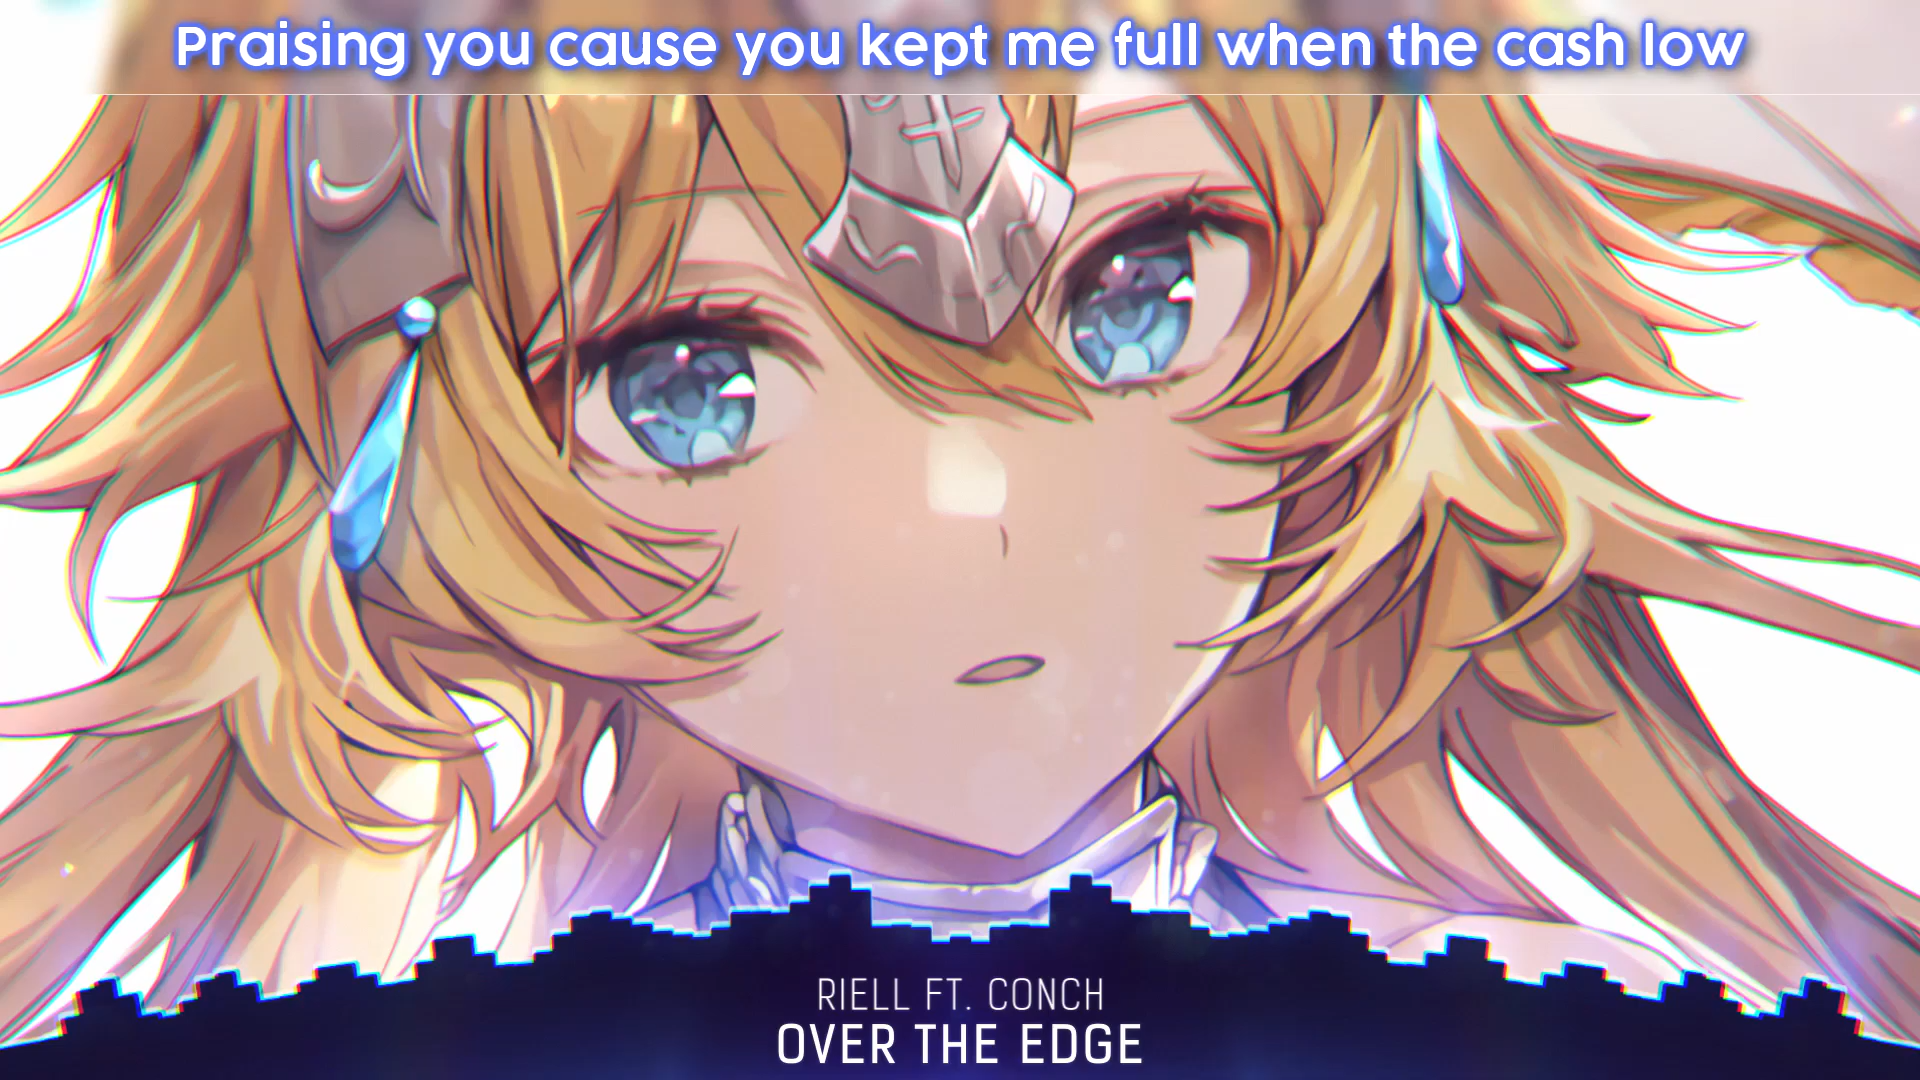 Praising you cause you kept me full when the cash low
RIELL FT. CONCH
OVER THE EDGE